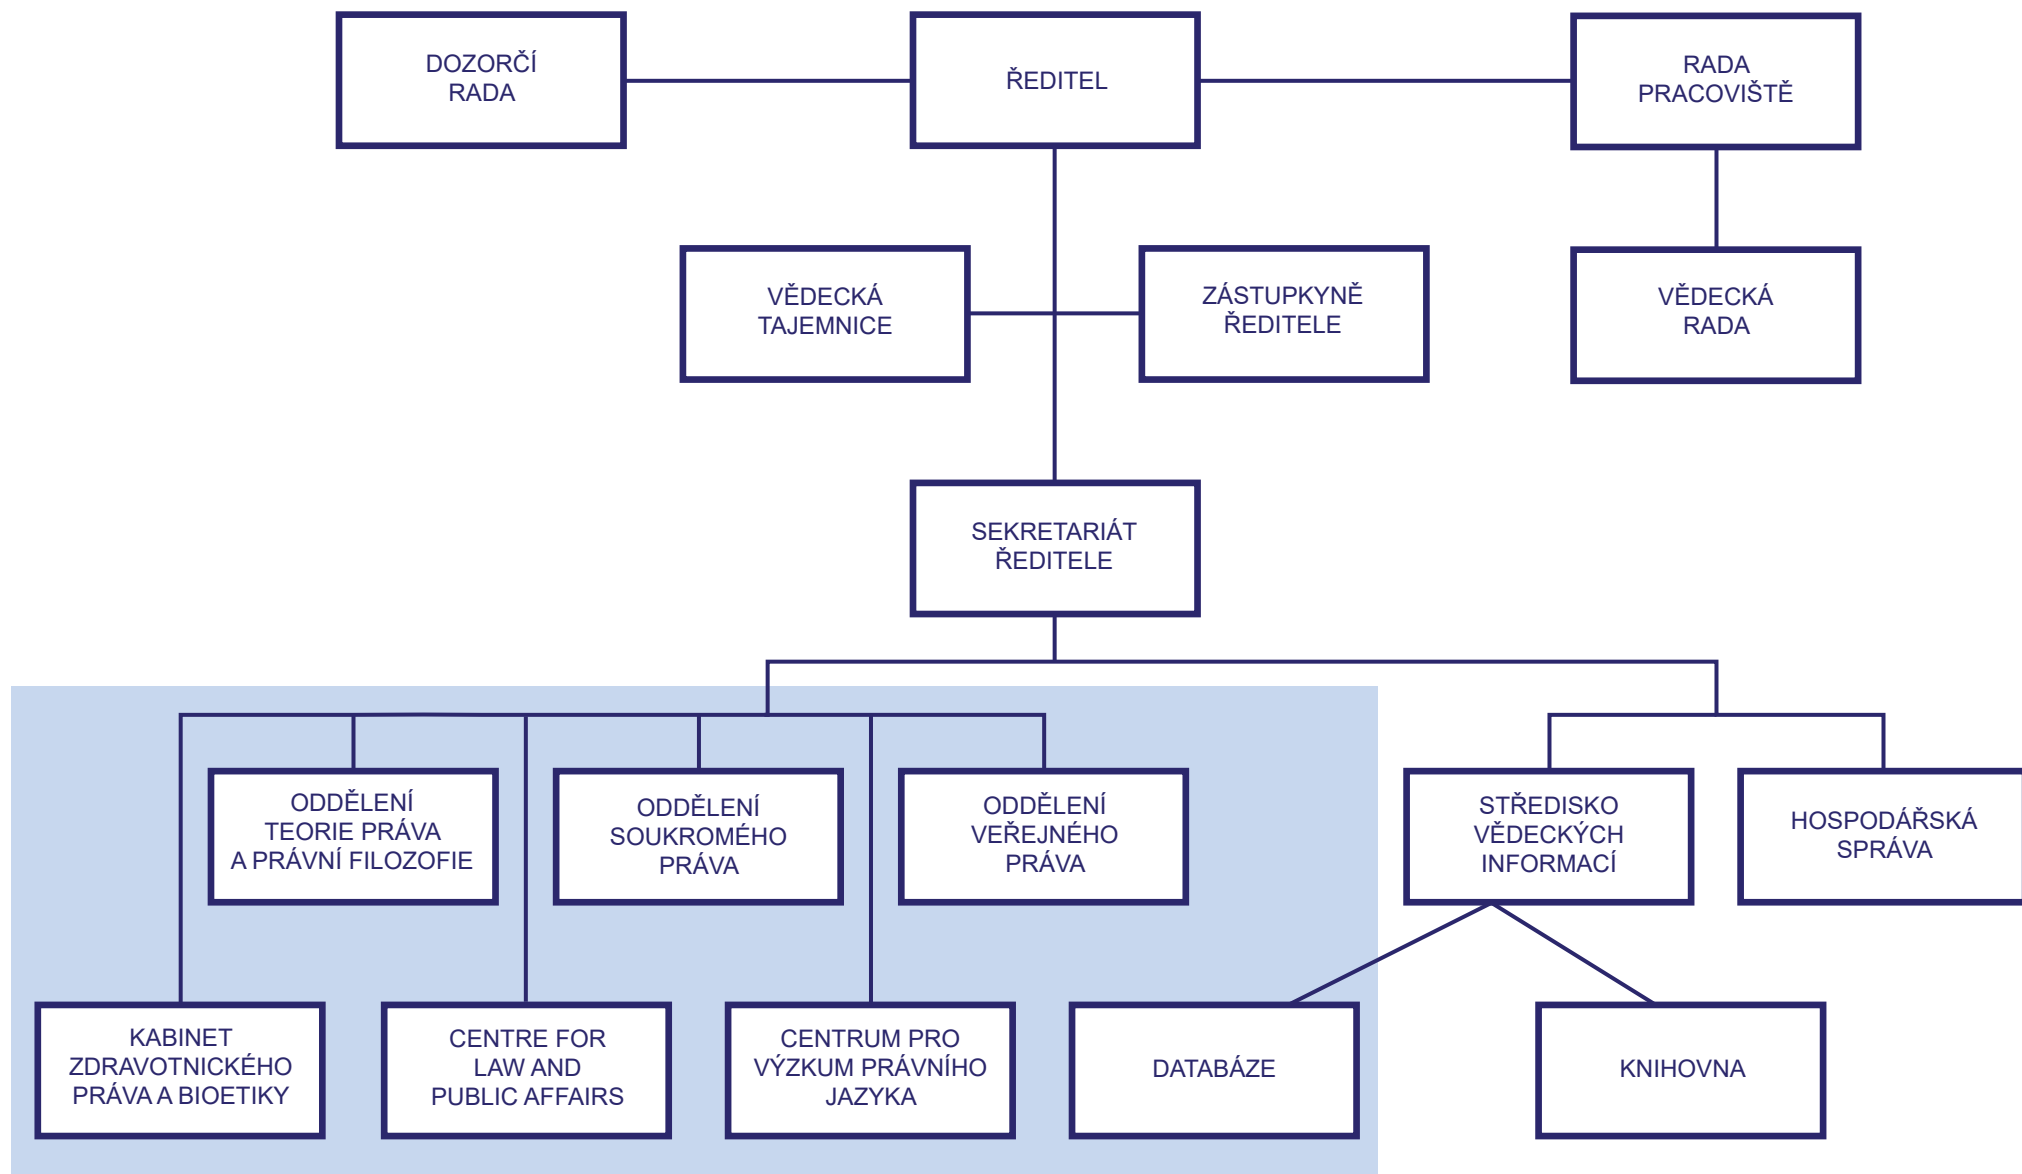 DOZORČÍ
RADA
ŘEDITEL
RADA
PRACOVIŠTĚ
VĚDECKÁ
TAJEMNICE
ZÁSTUPKYNĚ
ŘEDITELE
VĚDECKÁ
RADA
SEKRETARIÁT
ŘEDITELE
ODDĚLENÍ
TEORIE PRÁVA
A PRÁVNÍ FILOZOFIE
ODDĚLENÍ
SOUKROMÉHO
PRÁVA
ODDĚLENÍ
VEŘEJNÉHO
PRÁVA
STŘEDISKO
VĚDECKÝCH
INFORMACÍ
HOSPODÁŘSKÁ
SPRÁVA
KABINET
ZDRAVOTNICKÉHO
PRÁVA A BIOETIKY
CENTRE FOR
LAW AND
PUBLIC AFFAIRS
CENTRUM PRO
VÝZKUM PRÁVNÍHO
JAZYKA
DATABÁZE
KNIHOVNA